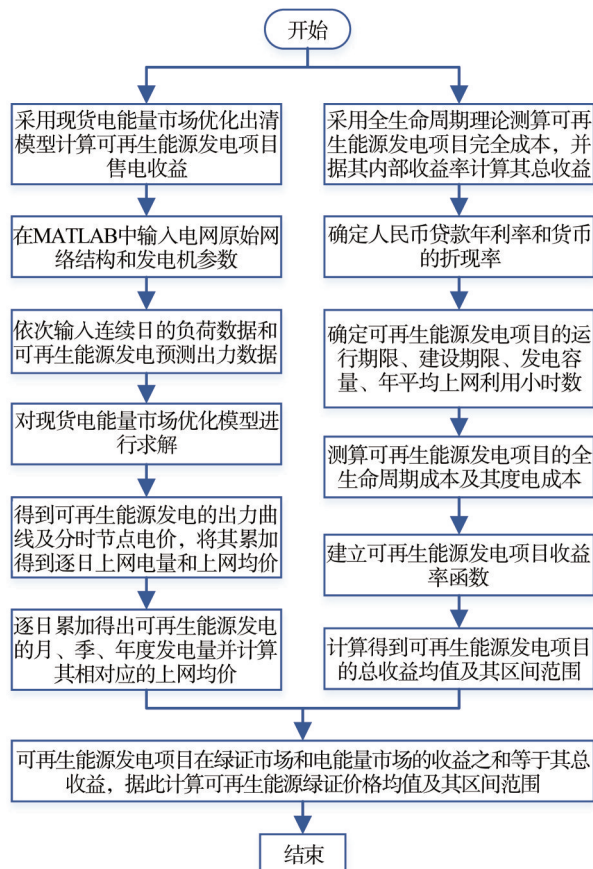 开始
采用现货电能量市场优化出清
模型计算可再生能源发电项目
售电收益
在MATLAB中输入电网原始网
络结构和发电机参数
依次输入连续日的负荷数据和
可再生能源发电预测出力数据
对现货电能量市场优化模型进
行求解
得到可再生能源发电的出力曲
线及分时节点电价，将其累加
得到逐日上网电量和上网均价
逐日累加得出可再生能源发电
的月、季、年度发电量并计算
其相对应的上网均价
采用全生命周期理论测算可再
生能源发电项目完全成本，并
据其内部收益率计算其总收益
确定人民币贷款年利率和货币
的折现率
确定可再生能源发电项目的运
行期限、建设期限、发电容
量、年平均上网利用小时数
测算可再生能源发电项目的全
生命周期成本及其度电成本
建立可再生能源发电项目收益
率函数
计算得到可再生能源发电项目
的总收益均值及其区间范围
可再生能源发电项目在绿证市场和电能量市场的收益之和等于其总
收益，据此计算可再生能源绿证价格均值及其区间范围
结束